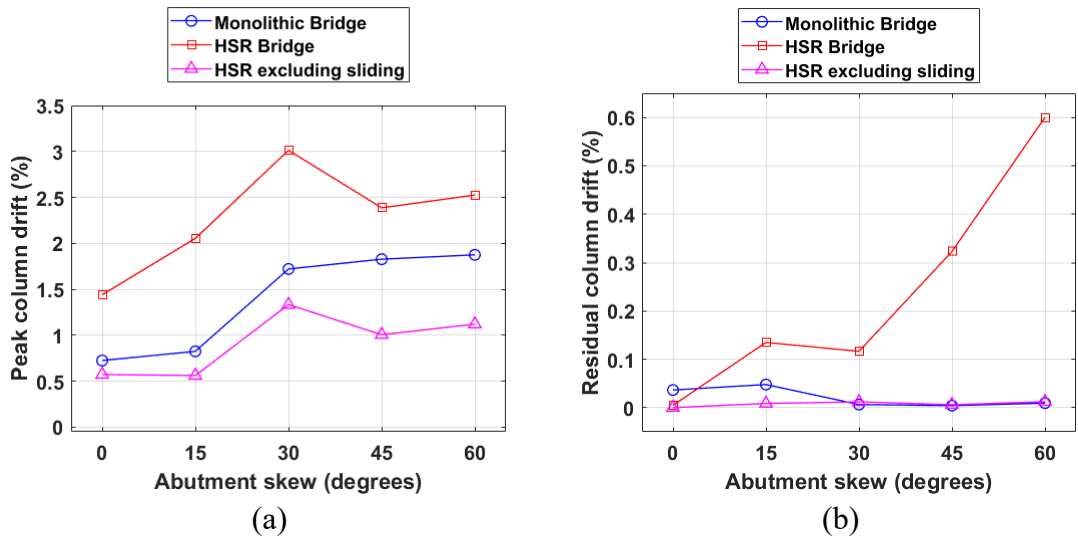 Monolithic Bridge
HSR Bridge
HSR excluding sliding
3.5
3
2.5
2
1.5
1
0.5
0
Peak column drift (%)
0 15 30 45 60
Abutment skew (degrees)
(a)
Monolithic Bridge
HSR Bridge
HSR excluding sliding
0.6
0.5
0.4
0.3
0.2
0.1
0
Residual column drift (%)
0 15 30 45 60
Abutment skew (degrees)
(b)